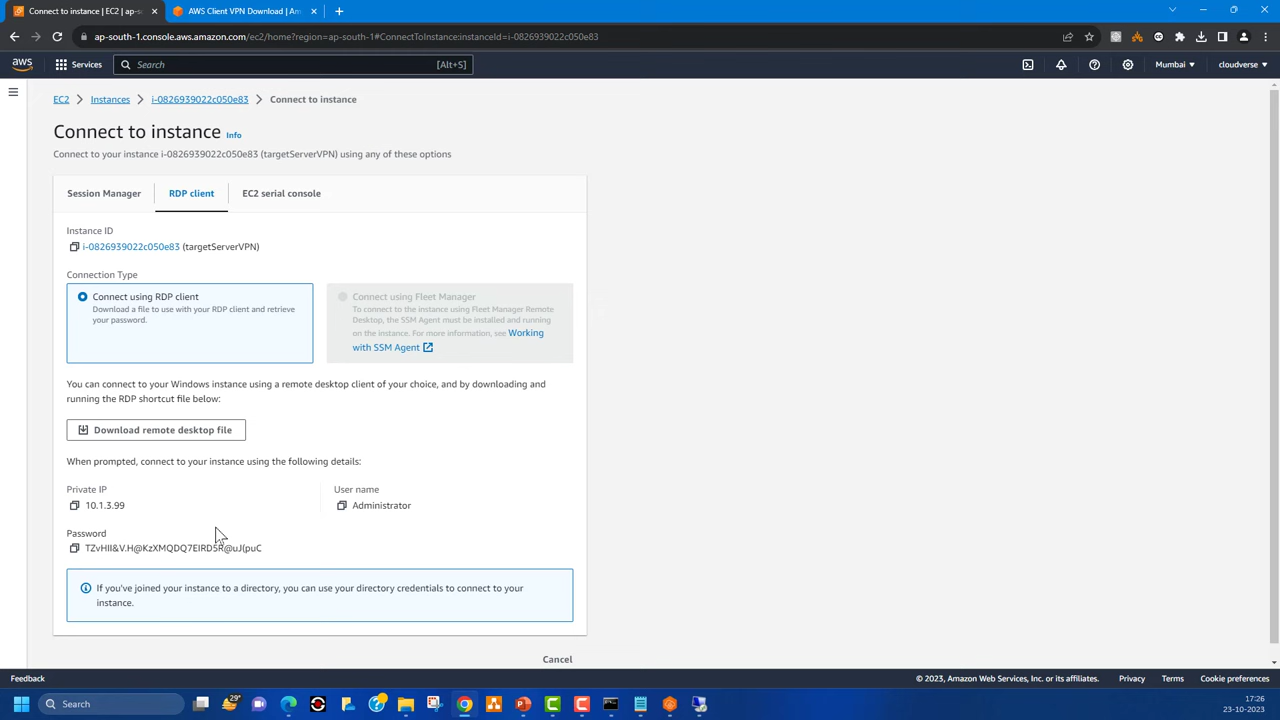 Connect to instance | EC2 | ap-s
AWS Client VPN Download | Am
ap-south-1.console.aws.amazon.com/ec2/home?region=ap-south-1#ConnectToInstance:instanceId=i-0826939022c050e83
aws
Services
Search
[Alt+S]
Mumbai
cloudverse
EC2
Instances
i-0826939022c050e83
Connect to instance
Connect to instance Info
Connect to your instance i-0826939022c050e83 (targetServerVPN) using any of these options
Session Manager
RDP client
EC2 serial console
Instance ID
i-0826939022c050e83 (targetServerVPN)
Connection Type
Connect using RDP client
Download a file to use with your RDP client and retrieve
your password.
Connect using Fleet Manager
To connect to the instance using Fleet Manager Remote
Desktop, the SSM Agent must be installed and running
on the instance. For more information, see Working
with SSM Agent
You can connect to your Windows instance using a remote desktop client of your choice, and by downloading and
running the RDP shortcut file below:
Download remote desktop file
When prompted, connect to your instance using the following details:
Private IP
10.1.3.99
User name
Administrator
Password
If you've joined your instance to a directory, you can use your directory credentials to connect to your
instance.
Cancel
Feedback
© 2023, Amazon Web Services, Inc. or its affiliates.
Privacy
Terms
Cookie preferences
Search
29°
17:26
23-10-2023